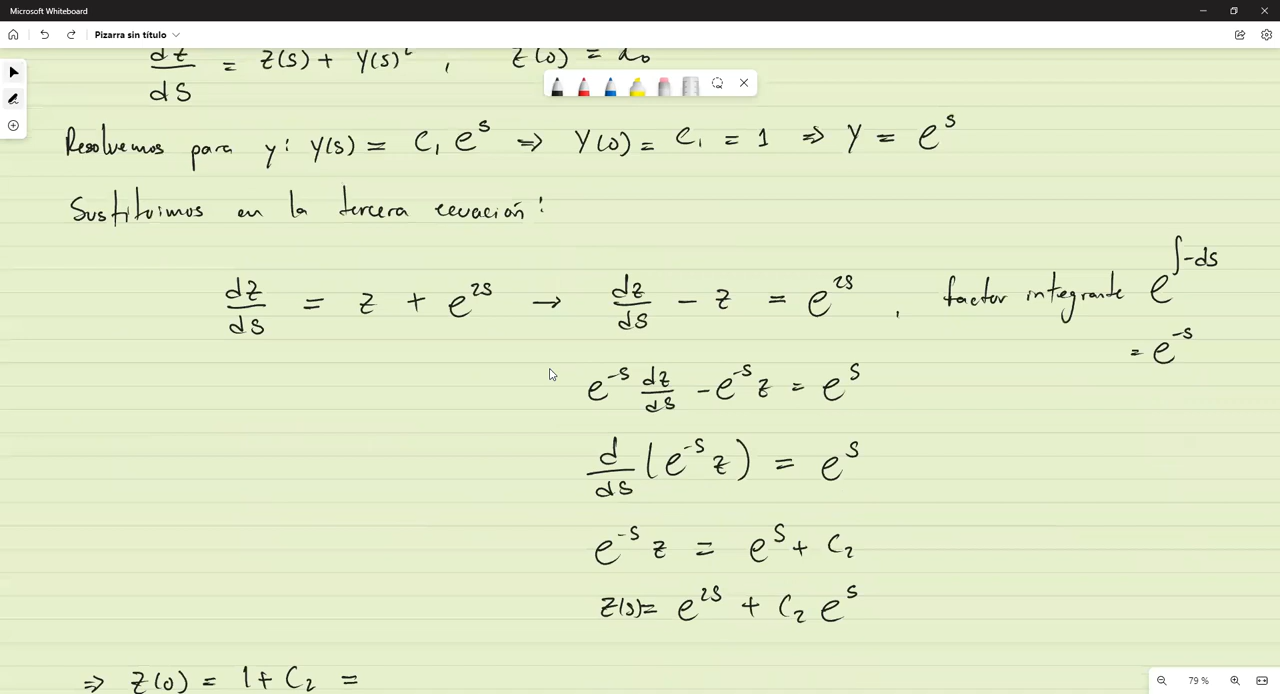 Microsoft Whiteboard
Pizarra sin título
dz/ds = z(s) + y(s)² , z(0) = x₀
Resolvemos para y: y(s) = C₁ e^s ⇒ y(0) = C₁ = 1 ⇒ y = e^s
Sustituimos en la tercera ecuación:
dz/ds = z + e^{2s} → dz/ds - z = e^{2s} , factor integrante e^{∫-ds}
= e^{-s}
e^{-s} dz/ds - e^{-s} z = e^s
d/ds (e^{-s} z) = e^s
e^{-s} z = e^s + C₂
z(s) = e^{2s} + C₂ e^s
⇒ z(0) = 1 + C₂ =
79 %